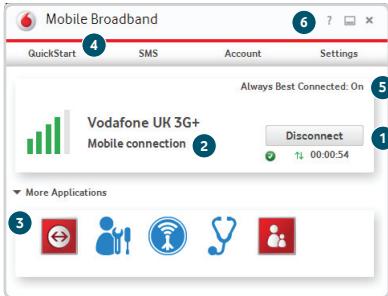 Mobile Broadband 6 ?
QuickStart 4 SMS Account Settings
Always Best Connected: On 5
Vodafone UK 3G+
Mobile connection 2
Disconnect 1
00:00:54
More Applications
3